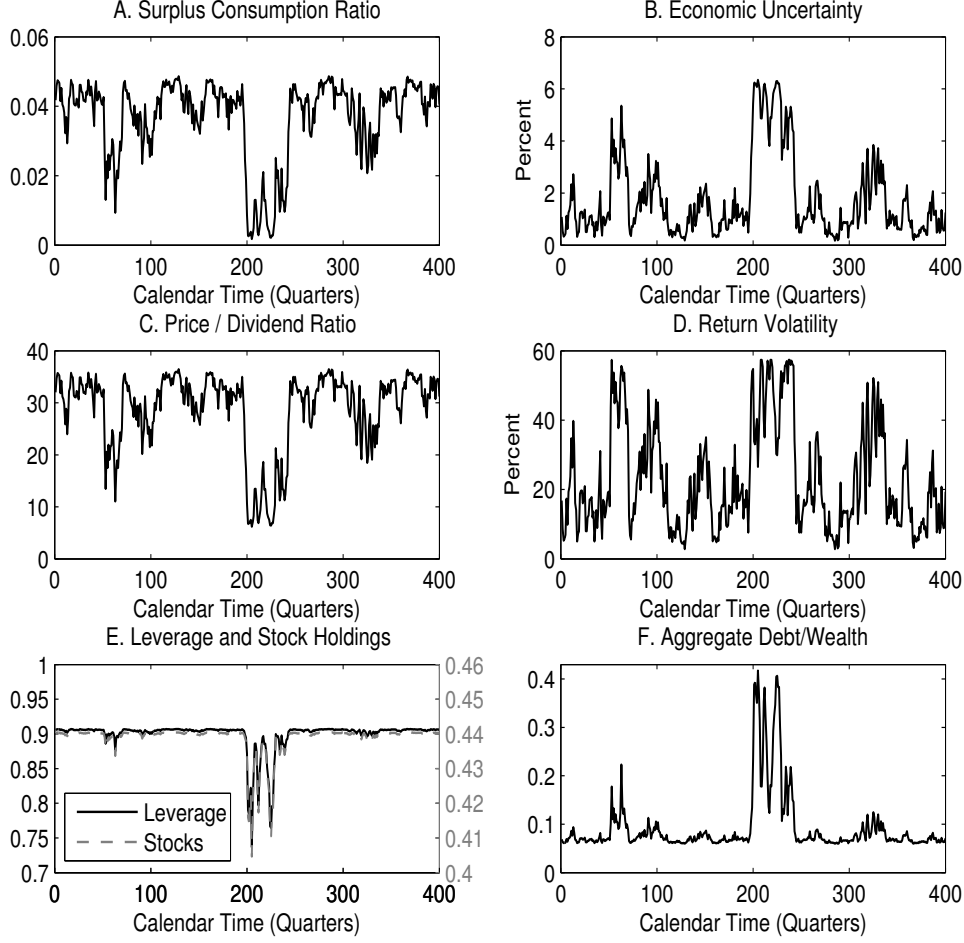 A. Surplus Consumption Ratio
0.06
0.04
0.02
0
0 100 200 300 400
Calendar Time (Quarters)
B. Economic Uncertainty
8
6
4
2
0
Percent
0 100 200 300 400
Calendar Time (Quarters)
C. Price / Dividend Ratio
40
30
20
10
0
0 100 200 300 400
Calendar Time (Quarters)
D. Return Volatility
60
40
20
0
Percent
0 100 200 300 400
Calendar Time (Quarters)
E. Leverage and Stock Holdings
1
0.95
0.9
0.85
0.8
0.75
0.7
0.46
0.45
0.44
0.43
0.42
0.41
0.4
Leverage
Stocks
0 100 200 300 400
Calendar Time (Quarters)
F. Aggregate Debt/Wealth
0.4
0.3
0.2
0.1
0
0 100 200 300 400
Calendar Time (Quarters)